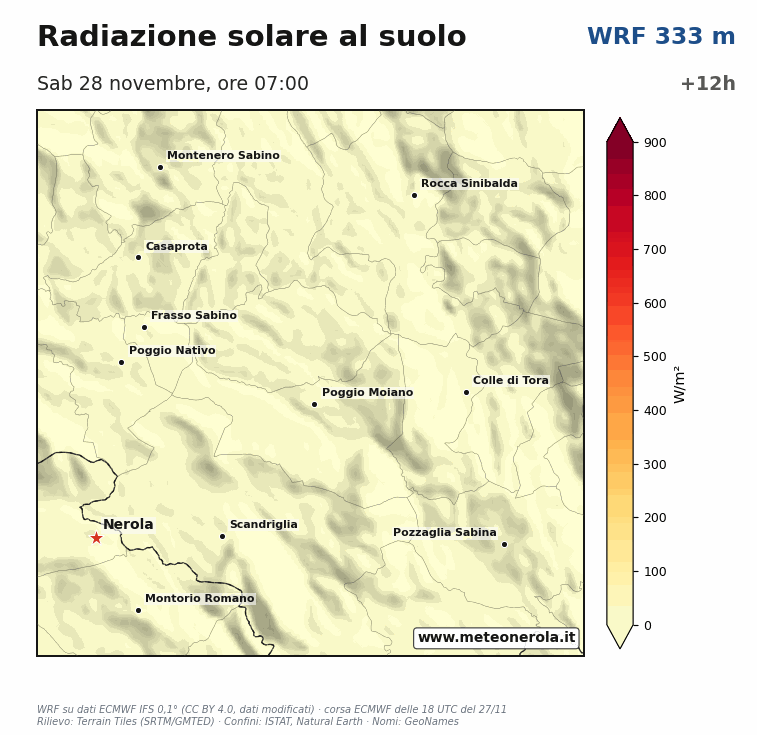 Radiazione solare al suolo
WRF 333 m
Sab 28 novembre, ore 07:00
+12h
Montenero Sabino
Rocca Sinibalda
Casaprota
Frasso Sabino
Poggio Nativo
Colle di Tora
Poggio Moiano
Nerola
Scandriglia
Pozzaglia Sabina
Montorio Romano
www.meteonerola.it
900
800
700
600
500
400
300
200
100
0
W/m²
WRF su dati ECMWF IFS 0,1° (CC BY 4.0, dati modificati) · corsa ECMWF delle 18 UTC del 27/11
Rilievo: Terrain Tiles (SRTM/GMTED) · Confini: ISTAT, Natural Earth · Nomi: GeoNames